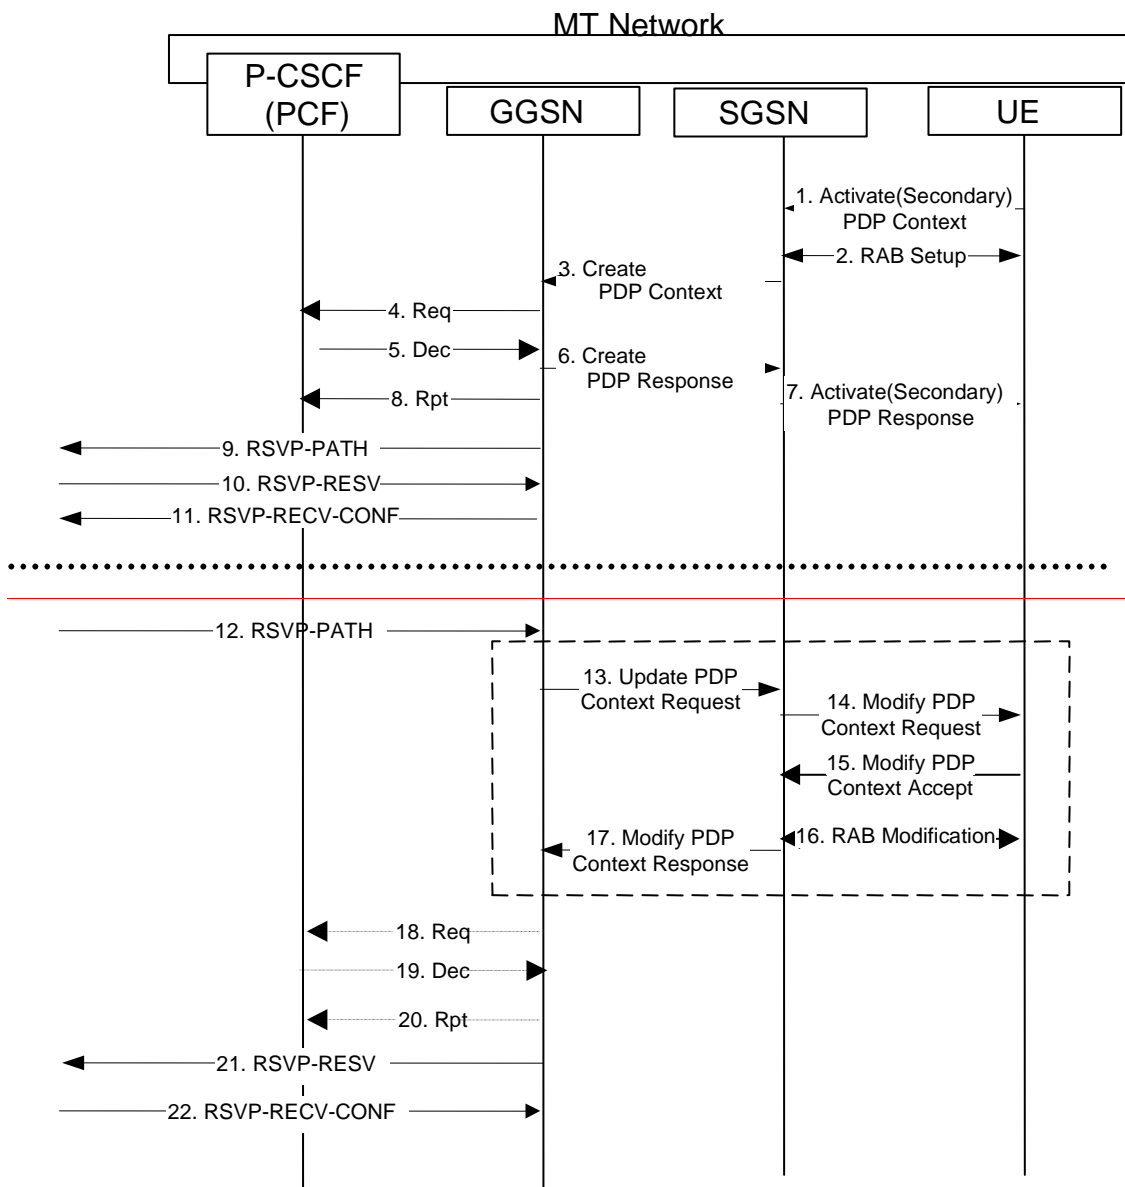 MT Network
P-CSCF
(PCF)
GGSN
SGSN
UE
1. Activate(Secondary)
PDP Context
2. RAB Setup
3. Create
PDP Context
4. Req
5. Dec
6. Create
PDP Response
7. Activate(Secondary)
PDP Response
8. Rpt
9. RSVP-PATH
10. RSVP-RESV
11. RSVP-RECV-CONF
12. RSVP-PATH
13. Update PDP
Context Request
14. Modify PDP
Context Request
15. Modify PDP
Context Accept
16. RAB Modification
17. Modify PDP
Context Response
18. Req
19. Dec
20. Rpt
21. RSVP-RESV
22. RSVP-RECV-CONF